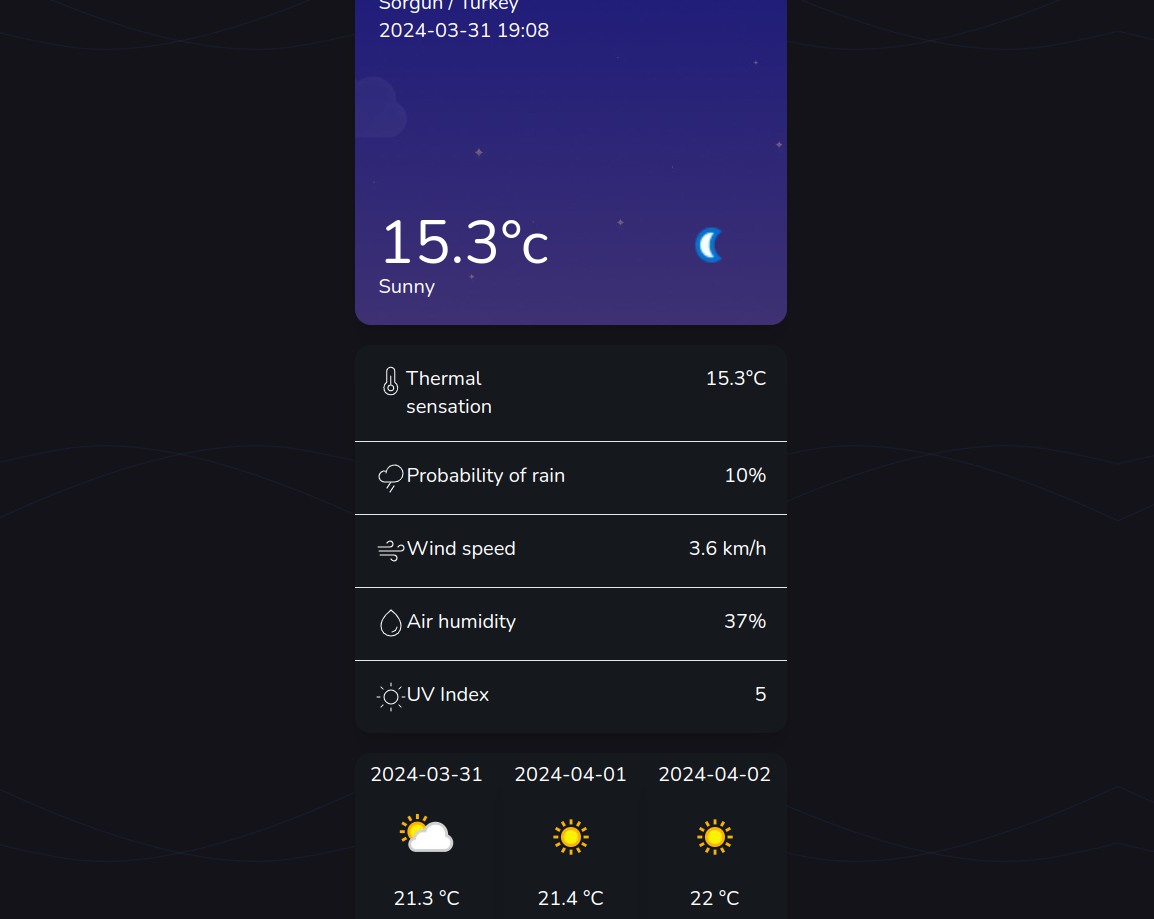 Sorgun / Turkey
2024-03-31 19:08
15.3°c
Sunny
Thermal
sensation
15.3°C
Probability of rain
10%
Wind speed
3.6 km/h
Air humidity
37%
UV Index
5
2024-03-31 2024-04-01 2024-04-02
21.3 °C 21.4 °C 22 °C